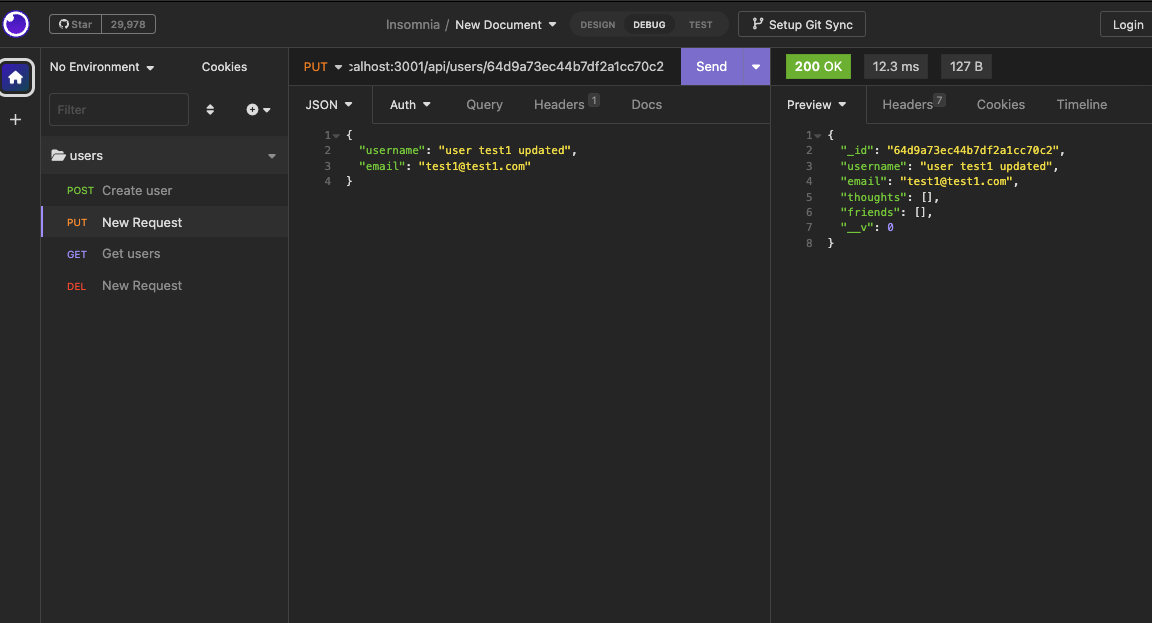 Star 29,978 Insomnia / New Document DESIGN DEBUG TEST Setup Git Sync Login
No Environment Cookies
Filter
users
POST Create user
PUT New Request
GET Get users
DEL New Request
PUT calhost:3001/api/users/64d9a73ec44b7df2a1cc70c2 Send
JSON Auth Query Headers 1 Docs
1 {
2 "username": "user test1 updated",
3 "email": "test1@test1.com"
4 }
200 OK 12.3 ms 127 B
Preview Headers 7 Cookies Timeline
1 {
2 "_id": "64d9a73ec44b7df2a1cc70c2",
3 "username": "user test1 updated",
4 "email": "test1@test1.com",
5 "thoughts": [],
6 "friends": [],
7 "__v": 0
8 }